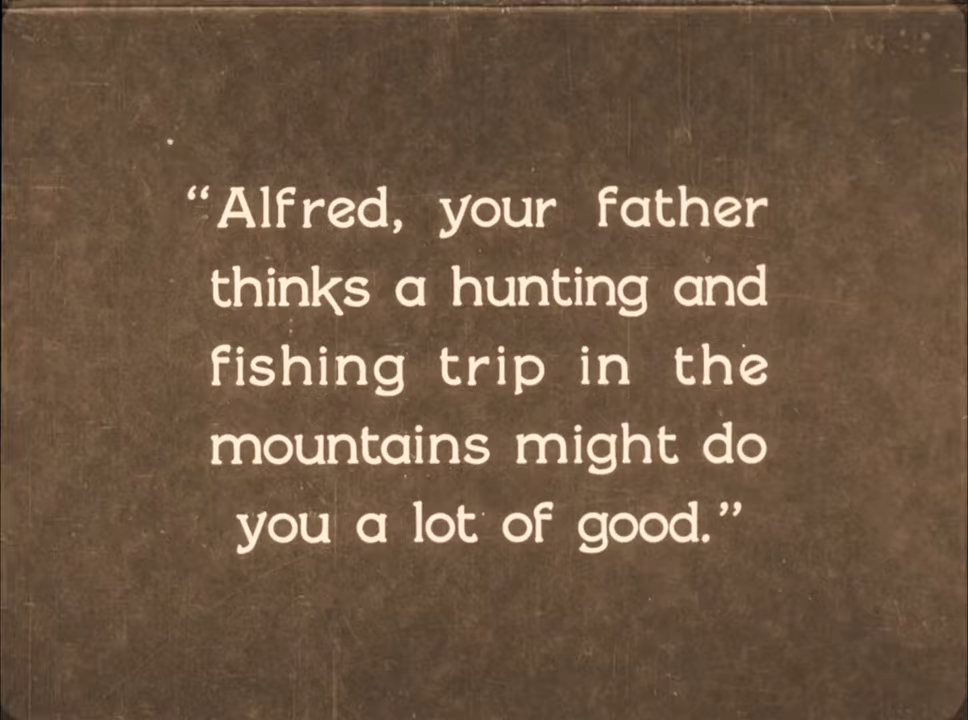 “Alfred, your father
thinks a hunting and
fishing trip in the
mountains might do
you a lot of good.”